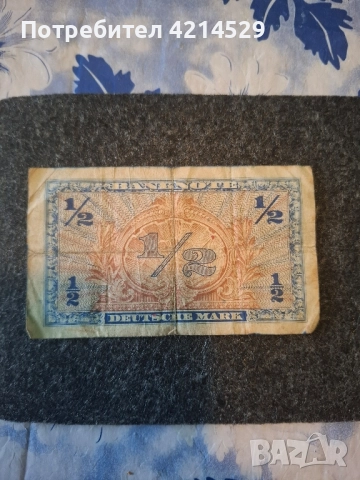 Потребител 4214529
BANKNOTE
1/2 1/2
1/2
1/2 1/2
DEUTSCHE MARK
BAZAR